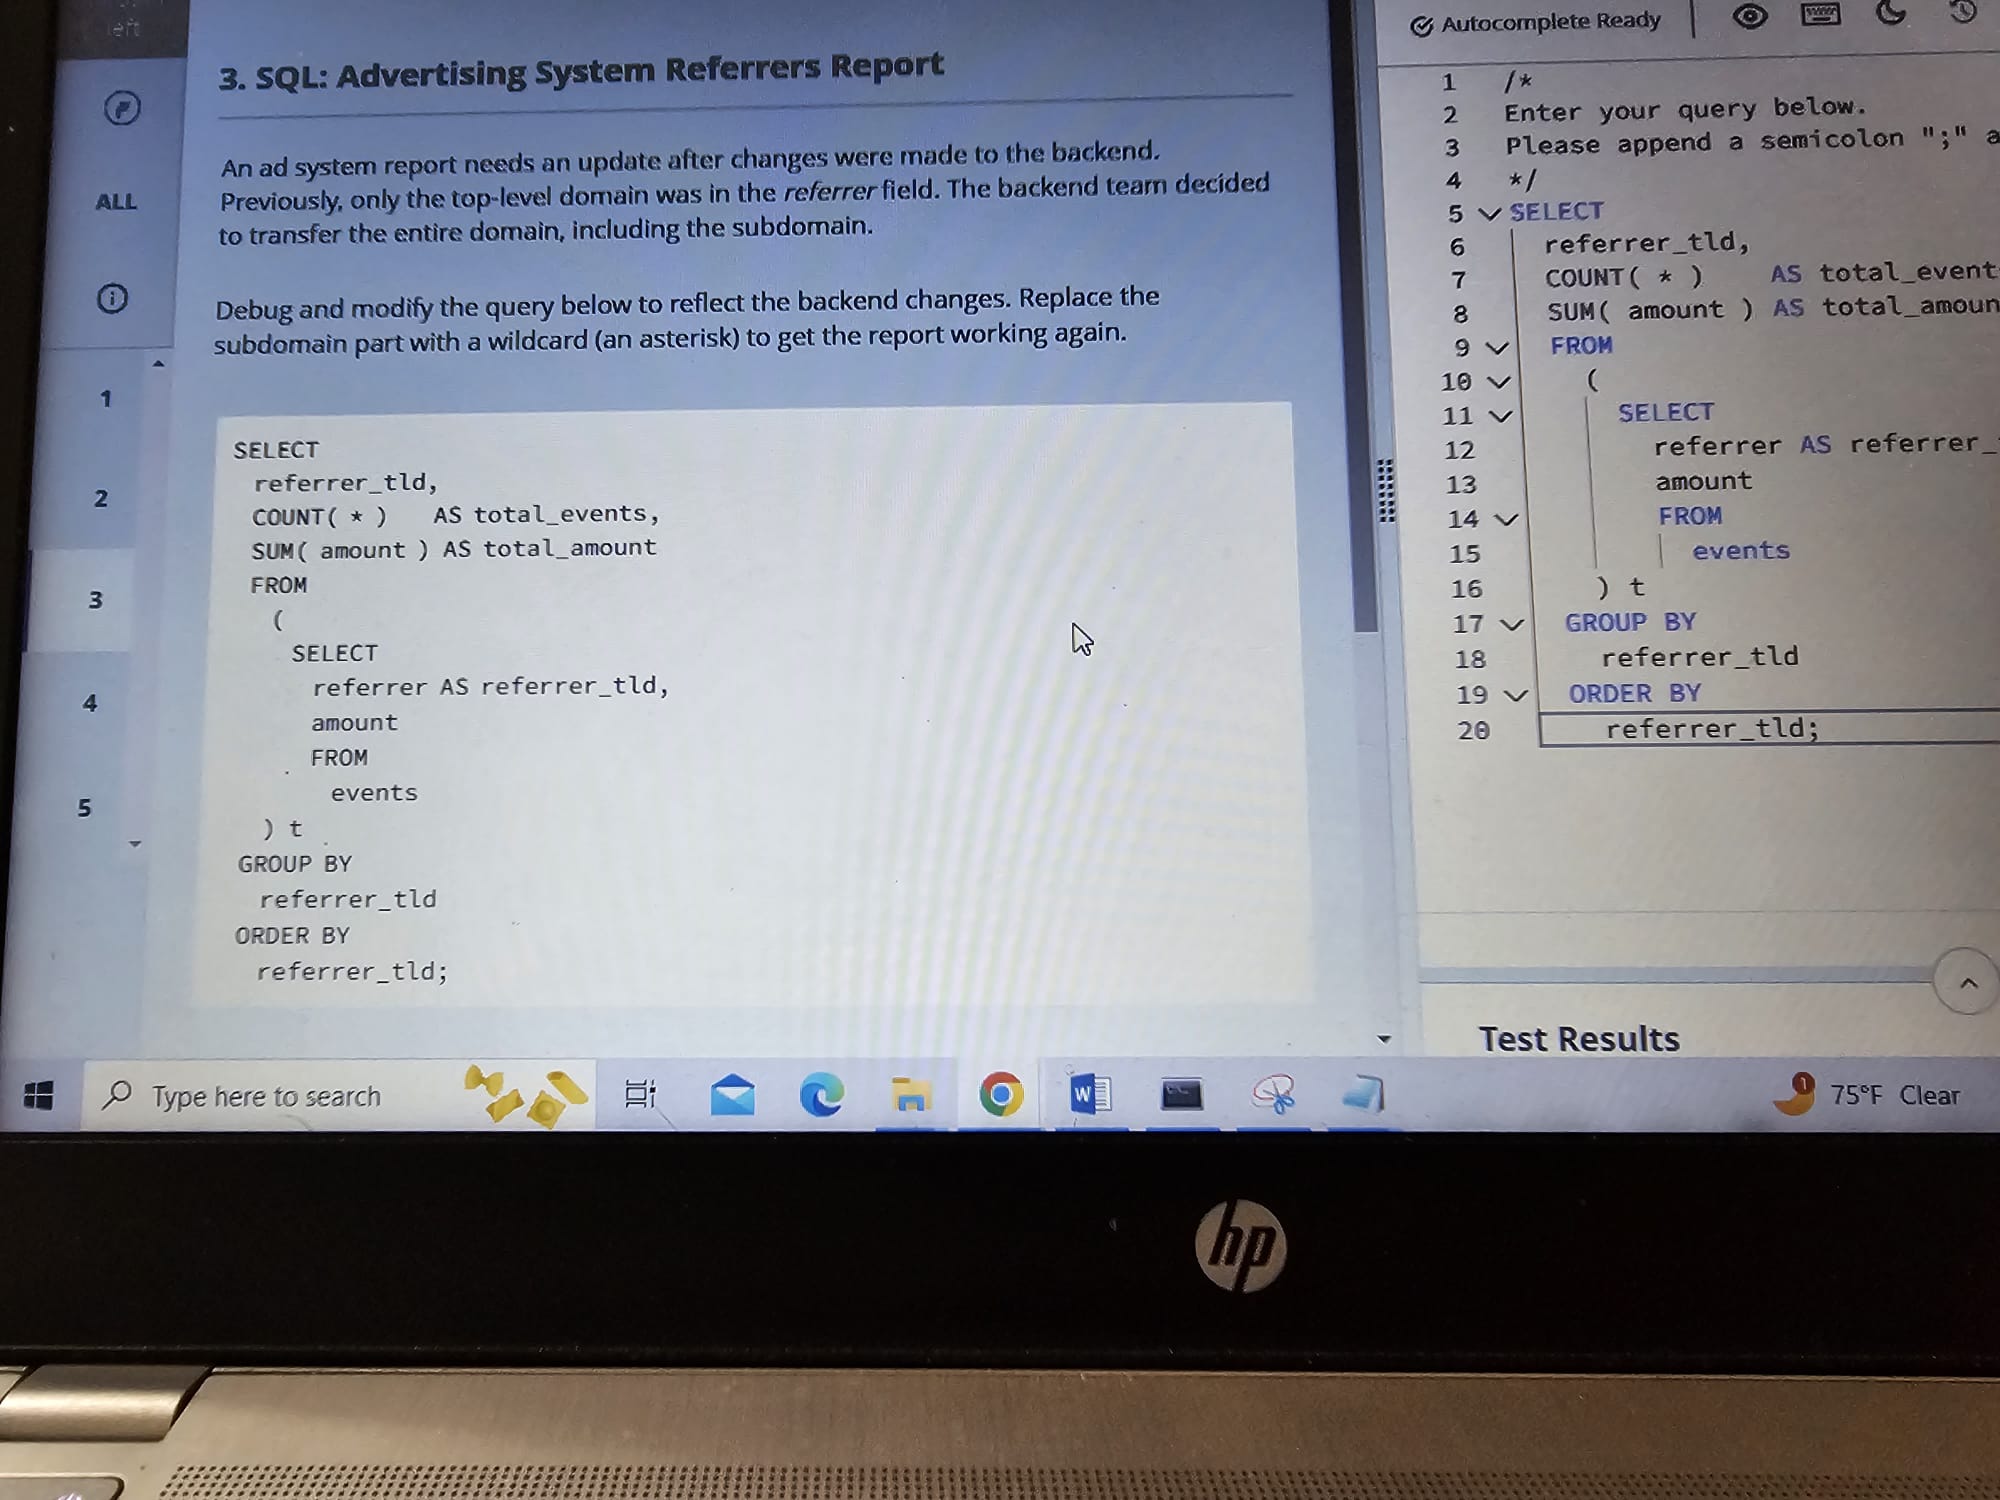 left
3. SQL: Advertising System Referrers Report
An ad system report needs an update after changes were made to the backend.
Previously, only the top-level domain was in the referrer field. The backend team decided
to transfer the entire domain, including the subdomain.
ALL
Debug and modify the query below to reflect the backend changes. Replace the
subdomain part with a wildcard (an asterisk) to get the report working again.
1
2
3
4
5
SELECT
referrer_tld,
COUNT( * )   AS total_events,
SUM( amount ) AS total_amount
FROM
(
SELECT
referrer AS referrer_tld,
amount
FROM
events
) t
GROUP BY
referrer_tld
ORDER BY
referrer_tld;
Autocomplete Ready
1 /*
2 Enter your query below.
3 Please append a semicolon ";" a
4 */
5 SELECT
6 referrer_tld,
7 COUNT( * )    AS total_event
8 SUM( amount ) AS total_amoun
9 FROM
10 (
11 SELECT
12 referrer AS referrer_
13 amount
14 FROM
15 events
16 ) t
17 GROUP BY
18 referrer_tld
19 ORDER BY
20 referrer_tld;
Test Results
Type here to search
W
1
75°F Clear
hp